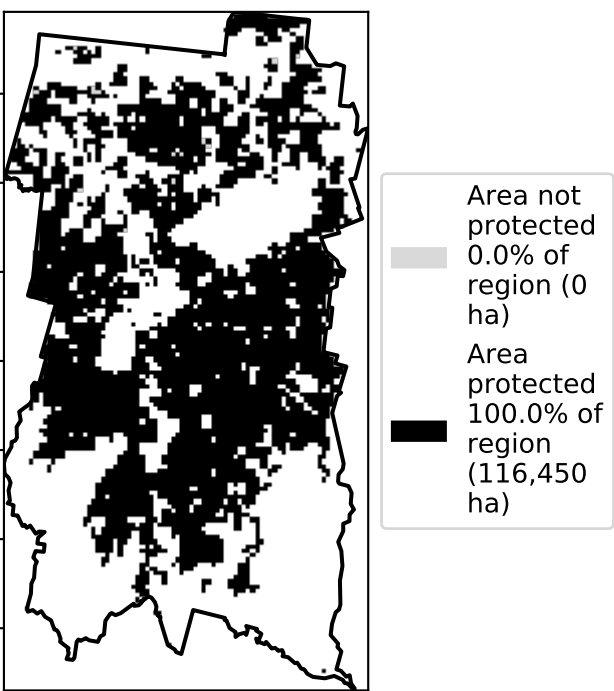 Area not
protected
0.0% of
region (0
ha)
Area
protected
100.0% of
region
(116,450
ha)